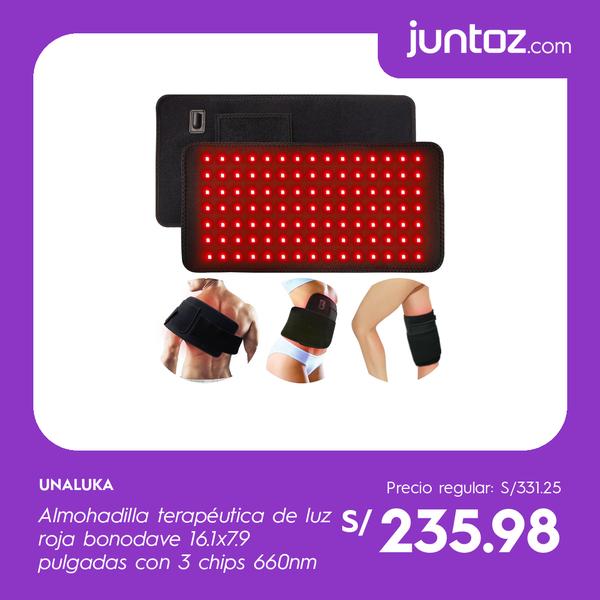 juntoz.com
UNALUKA
Almohadilla terapéutica de luz
roja bonodave 16.1x7.9
pulgadas con 3 chips 660nm
Precio regular: S/331.25
S/ 235.98